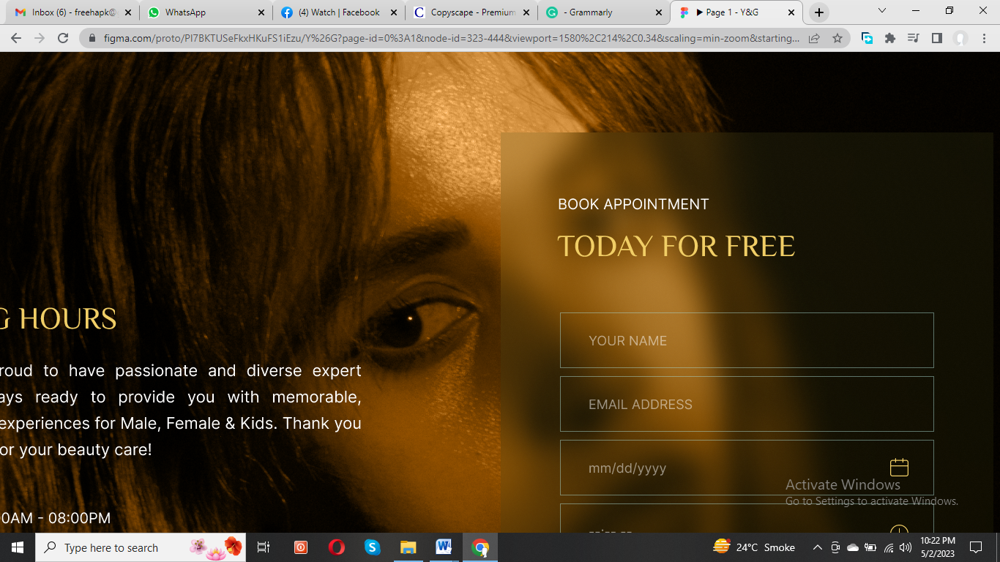 Inbox (6) - freehapk@
WhatsApp
(4) Watch | Facebook
Copyscape - Premium
- Grammarly
Page 1 - Y&G
figma.com/proto/PI7BKTUSeFkxHKuFS1iEzu/Y%26G?page-id=0%3A1&node-id=323-444&viewport=1580%2C214%2C0.34&scaling=min-zoom&starting...
BOOK APPOINTMENT
TODAY FOR FREE
G HOURS
YOUR NAME
roud to have passionate and diverse expert
ays ready to provide you with memorable,
EMAIL ADDRESS
experiences for Male, Female & Kids. Thank you
or your beauty care!
mm/dd/yyyy
Activate Windows
Go to Settings to activate Windows.
0AM - 08:00PM
Type here to search
24°C Smoke
10:22 PM
5/2/2023